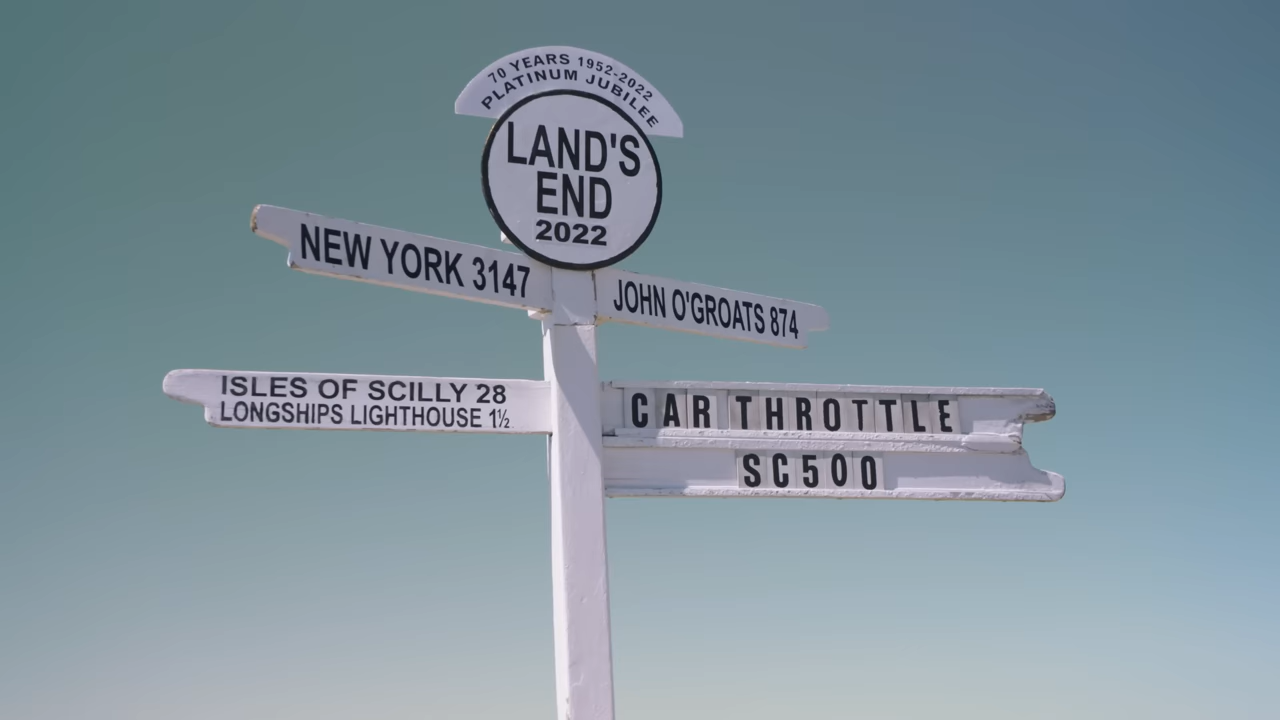 70 YEARS 1952-2022
PLATINUM JUBILEE
LAND'S
END
2022
NEW YORK 3147
JOHN O'GROATS 874
ISLES OF SCILLY 28
LONGSHIPS LIGHTHOUSE 1½
CAR THROTTLE
SC500